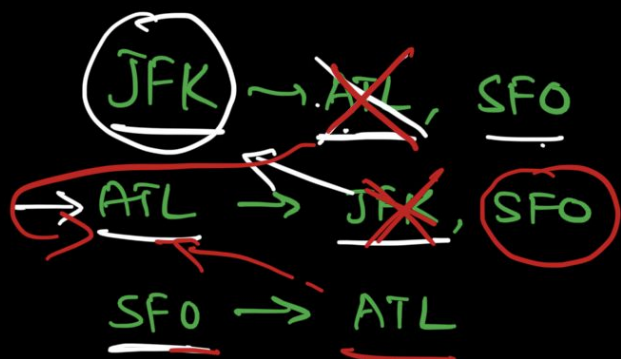 JFK → ATL, SFO
ATL → JFK, SFO
SFO → ATL